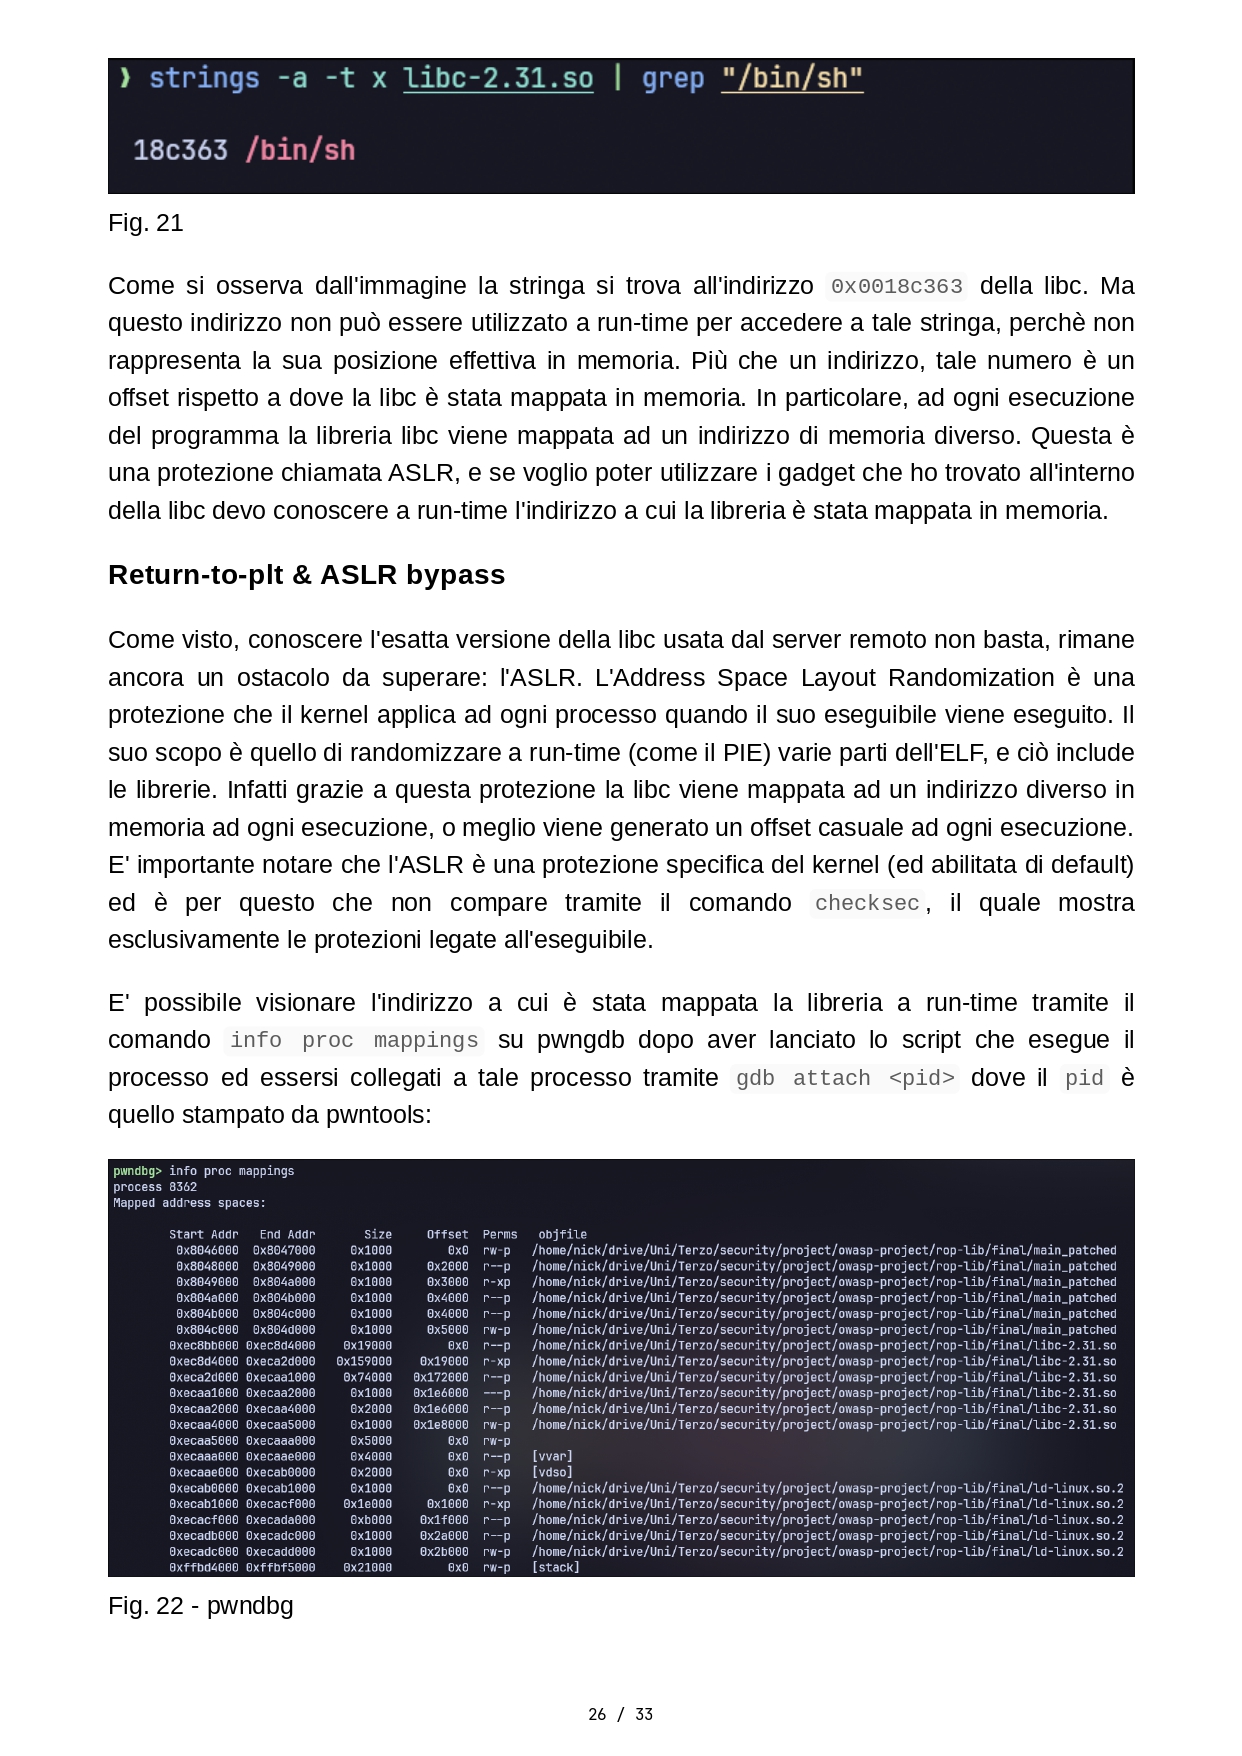 ❱ strings -a -t x libc-2.31.so | grep "/bin/sh"
18c363 /bin/sh
Fig. 21
Come si osserva dall'immagine la stringa si trova all'indirizzo 0x0018c363 della libc. Ma
questo indirizzo non può essere utilizzato a run-time per accedere a tale stringa, perchè non
rappresenta la sua posizione effettiva in memoria. Più che un indirizzo, tale numero è un
offset rispetto a dove la libc è stata mappata in memoria. In particolare, ad ogni esecuzione
del programma la libreria libc viene mappata ad un indirizzo di memoria diverso. Questa è
una protezione chiamata ASLR, e se voglio poter utilizzare i gadget che ho trovato all'interno
della libc devo conoscere a run-time l'indirizzo a cui la libreria è stata mappata in memoria.
Return-to-plt & ASLR bypass
Come visto, conoscere l'esatta versione della libc usata dal server remoto non basta, rimane
ancora un ostacolo da superare: l'ASLR. L'Address Space Layout Randomization è una
protezione che il kernel applica ad ogni processo quando il suo eseguibile viene eseguito. Il
suo scopo è quello di randomizzare a run-time (come il PIE) varie parti dell'ELF, e ciò include
le librerie. Infatti grazie a questa protezione la libc viene mappata ad un indirizzo diverso in
memoria ad ogni esecuzione, o meglio viene generato un offset casuale ad ogni esecuzione.
E' importante notare che l'ASLR è una protezione specifica del kernel (ed abilitata di default)
ed è per questo che non compare tramite il comando checksec, il quale mostra
esclusivamente le protezioni legate all'eseguibile.
E' possibile visionare l'indirizzo a cui è stata mappata la libreria a run-time tramite il
comando info proc mappings su pwngdb dopo aver lanciato lo script che esegue il
processo ed essersi collegati a tale processo tramite gdb attach <pid> dove il pid è
quello stampato da pwntools:
pwndbg> info proc mappings
process 8362
Mapped address spaces:
Start Addr End Addr Size Offset Perms objfile
0x8046000 0x8047000 0x1000 0x0 rw-p /home/nick/drive/Uni/Terzo/security/project/owasp-project/rop-lib/final/main_patched
0x8048000 0x8049000 0x1000 0x2000 r--p /home/nick/drive/Uni/Terzo/security/project/owasp-project/rop-lib/final/main_patched
0x8049000 0x804a000 0x1000 0x3000 r-xp /home/nick/drive/Uni/Terzo/security/project/owasp-project/rop-lib/final/main_patched
0x804a000 0x804b000 0x1000 0x4000 r--p /home/nick/drive/Uni/Terzo/security/project/owasp-project/rop-lib/final/main_patched
0x804b000 0x804c000 0x1000 0x4000 r--p /home/nick/drive/Uni/Terzo/security/project/owasp-project/rop-lib/final/main_patched
0x804c000 0x804d000 0x1000 0x5000 rw-p /home/nick/drive/Uni/Terzo/security/project/owasp-project/rop-lib/final/main_patched
0xec8bb000 0xec8d4000 0x19000 0x0 r--p /home/nick/drive/Uni/Terzo/security/project/owasp-project/rop-lib/final/libc-2.31.so
0xec8d4000 0xeca2d000 0x159000 0x19000 r-xp /home/nick/drive/Uni/Terzo/security/project/owasp-project/rop-lib/final/libc-2.31.so
0xeca2d000 0xecaa1000 0x74000 0x172000 r--p /home/nick/drive/Uni/Terzo/security/project/owasp-project/rop-lib/final/libc-2.31.so
0xecaa1000 0xecaa2000 0x1000 0x1e6000 ---p /home/nick/drive/Uni/Terzo/security/project/owasp-project/rop-lib/final/libc-2.31.so
0xecaa2000 0xecaa4000 0x2000 0x1e6000 r--p /home/nick/drive/Uni/Terzo/security/project/owasp-project/rop-lib/final/libc-2.31.so
0xecaa4000 0xecaa5000 0x1000 0x1e8000 rw-p /home/nick/drive/Uni/Terzo/security/project/owasp-project/rop-lib/final/libc-2.31.so
0xecaa5000 0xecaaa000 0x5000 0x0 rw-p
0xecaaa000 0xecaae000 0x4000 0x0 r--p [vvar]
0xecaae000 0xecab0000 0x2000 0x0 r-xp [vdso]
0xecab0000 0xecab1000 0x1000 0x0 r--p /home/nick/drive/Uni/Terzo/security/project/owasp-project/rop-lib/final/ld-linux.so.2
0xecab1000 0xecacf000 0x1e000 0x1000 r-xp /home/nick/drive/Uni/Terzo/security/project/owasp-project/rop-lib/final/ld-linux.so.2
0xecacf000 0xecada000 0xb000 0x1f000 r--p /home/nick/drive/Uni/Terzo/security/project/owasp-project/rop-lib/final/ld-linux.so.2
0xecadb000 0xecadc000 0x1000 0x2a000 r--p /home/nick/drive/Uni/Terzo/security/project/owasp-project/rop-lib/final/ld-linux.so.2
0xecadc000 0xecadd000 0x1000 0x2b000 rw-p /home/nick/drive/Uni/Terzo/security/project/owasp-project/rop-lib/final/ld-linux.so.2
0xffbd4000 0xffbf5000 0x21000 0x0 rw-p [stack]
Fig. 22 - pwndbg
26 / 33